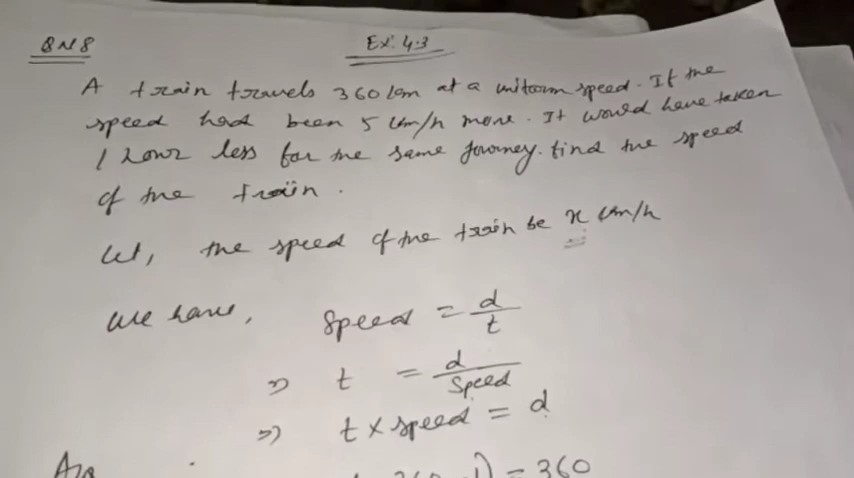 QN8
Ex: 4.3
A train travels 360 km at a uniform speed. If the
speed had been 5 km/h more. It would have taken
1 hour less for the same journey. find the speed
of the train.
Let, the speed of the train be x km/h
We have, Speed = d/t
⇒ t = d/Speed
⇒ t × speed = d
= 360